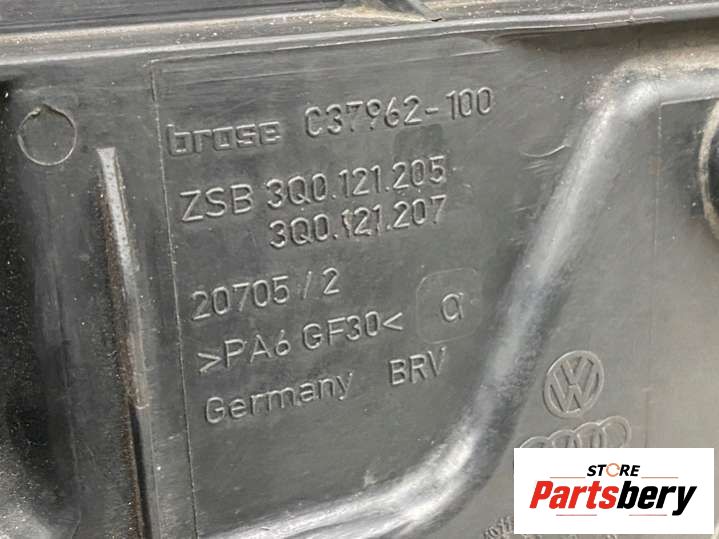 brose C37962-100
ZSB 3Q0.121.205
3Q0.121.207
20705/2
>PA6 GF30< a
Germany BRV
STORE
Partsbery